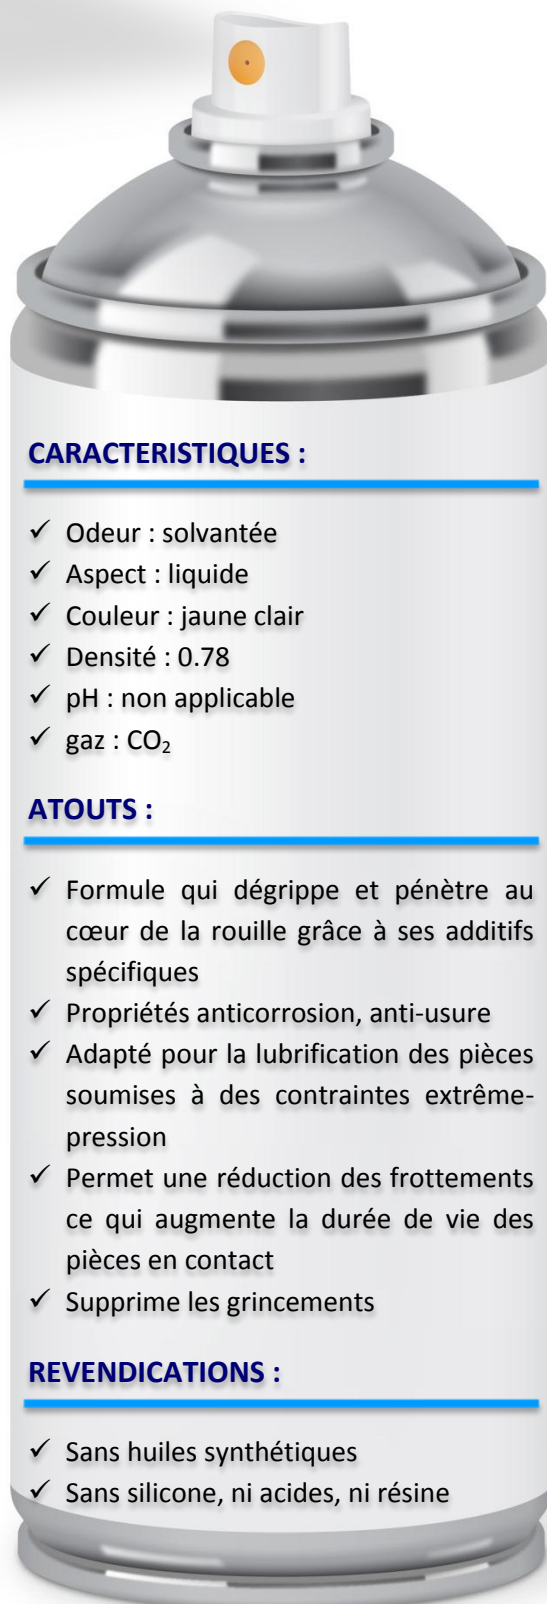 CARACTERISTIQUES :
✓ Odeur : solvantée
✓ Aspect : liquide
✓ Couleur : jaune clair
✓ Densité : 0.78
✓ pH : non applicable
✓ gaz : CO₂
ATOUTS :
✓ Formule qui dégrippe et pénètre au
cœur de la rouille grâce à ses additifs
spécifiques
✓ Propriétés anticorrosion, anti-usure
✓ Adapté pour la lubrification des pièces
soumises à des contraintes extrême-
pression
✓ Permet une réduction des frottements
ce qui augmente la durée de vie des
pièces en contact
✓ Supprime les grincements
REVENDICATIONS :
✓ Sans huiles synthétiques
✓ Sans silicone, ni acides, ni résine